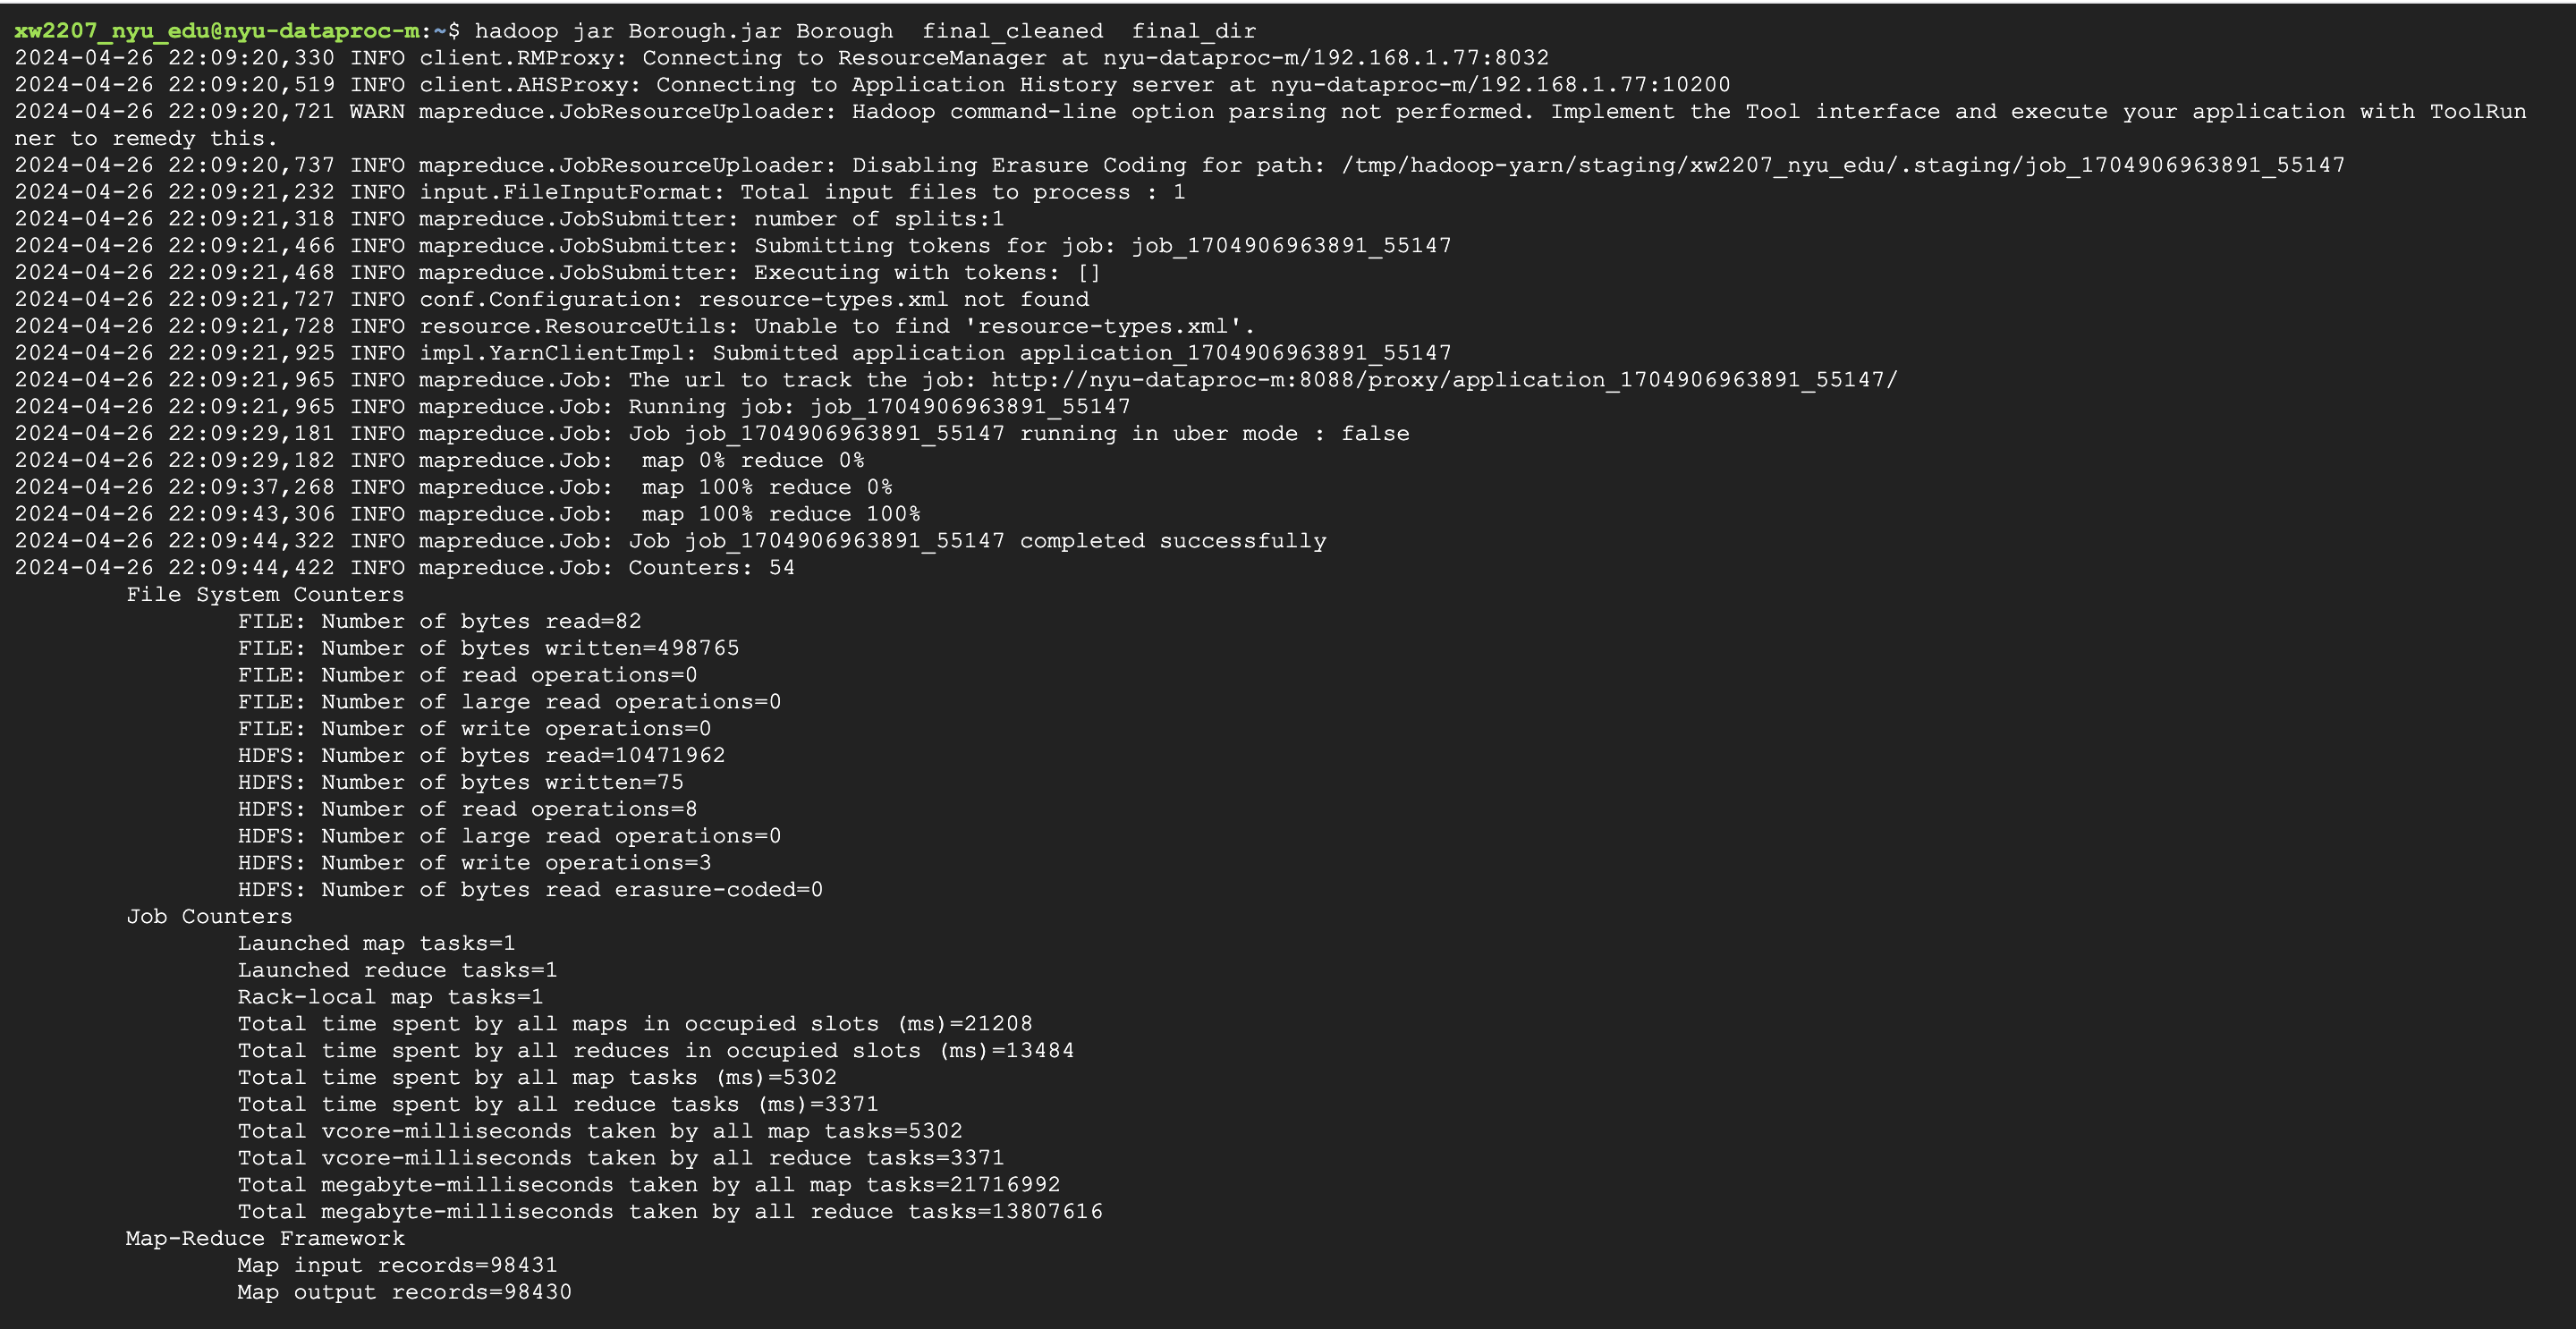 xw2207_nyu_edu@nyu-dataproc-m:~$ hadoop jar Borough.jar Borough  final_cleaned  final_dir
2024-04-26 22:09:20,330 INFO client.RMProxy: Connecting to ResourceManager at nyu-dataproc-m/192.168.1.77:8032
2024-04-26 22:09:20,519 INFO client.AHSProxy: Connecting to Application History server at nyu-dataproc-m/192.168.1.77:10200
2024-04-26 22:09:20,721 WARN mapreduce.JobResourceUploader: Hadoop command-line option parsing not performed. Implement the Tool interface and execute your application with ToolRun
ner to remedy this.
2024-04-26 22:09:20,737 INFO mapreduce.JobResourceUploader: Disabling Erasure Coding for path: /tmp/hadoop-yarn/staging/xw2207_nyu_edu/.staging/job_1704906963891_55147
2024-04-26 22:09:21,232 INFO input.FileInputFormat: Total input files to process : 1
2024-04-26 22:09:21,318 INFO mapreduce.JobSubmitter: number of splits:1
2024-04-26 22:09:21,466 INFO mapreduce.JobSubmitter: Submitting tokens for job: job_1704906963891_55147
2024-04-26 22:09:21,468 INFO mapreduce.JobSubmitter: Executing with tokens: []
2024-04-26 22:09:21,727 INFO conf.Configuration: resource-types.xml not found
2024-04-26 22:09:21,728 INFO resource.ResourceUtils: Unable to find 'resource-types.xml'.
2024-04-26 22:09:21,925 INFO impl.YarnClientImpl: Submitted application application_1704906963891_55147
2024-04-26 22:09:21,965 INFO mapreduce.Job: The url to track the job: http://nyu-dataproc-m:8088/proxy/application_1704906963891_55147/
2024-04-26 22:09:21,965 INFO mapreduce.Job: Running job: job_1704906963891_55147
2024-04-26 22:09:29,181 INFO mapreduce.Job: Job job_1704906963891_55147 running in uber mode : false
2024-04-26 22:09:29,182 INFO mapreduce.Job:  map 0% reduce 0%
2024-04-26 22:09:37,268 INFO mapreduce.Job:  map 100% reduce 0%
2024-04-26 22:09:43,306 INFO mapreduce.Job:  map 100% reduce 100%
2024-04-26 22:09:44,322 INFO mapreduce.Job: Job job_1704906963891_55147 completed successfully
2024-04-26 22:09:44,422 INFO mapreduce.Job: Counters: 54
File System Counters
FILE: Number of bytes read=82
FILE: Number of bytes written=498765
FILE: Number of read operations=0
FILE: Number of large read operations=0
FILE: Number of write operations=0
HDFS: Number of bytes read=10471962
HDFS: Number of bytes written=75
HDFS: Number of read operations=8
HDFS: Number of large read operations=0
HDFS: Number of write operations=3
HDFS: Number of bytes read erasure-coded=0
Job Counters
Launched map tasks=1
Launched reduce tasks=1
Rack-local map tasks=1
Total time spent by all maps in occupied slots (ms)=21208
Total time spent by all reduces in occupied slots (ms)=13484
Total time spent by all map tasks (ms)=5302
Total time spent by all reduce tasks (ms)=3371
Total vcore-milliseconds taken by all map tasks=5302
Total vcore-milliseconds taken by all reduce tasks=3371
Total megabyte-milliseconds taken by all map tasks=21716992
Total megabyte-milliseconds taken by all reduce tasks=13807616
Map-Reduce Framework
Map input records=98431
Map output records=98430